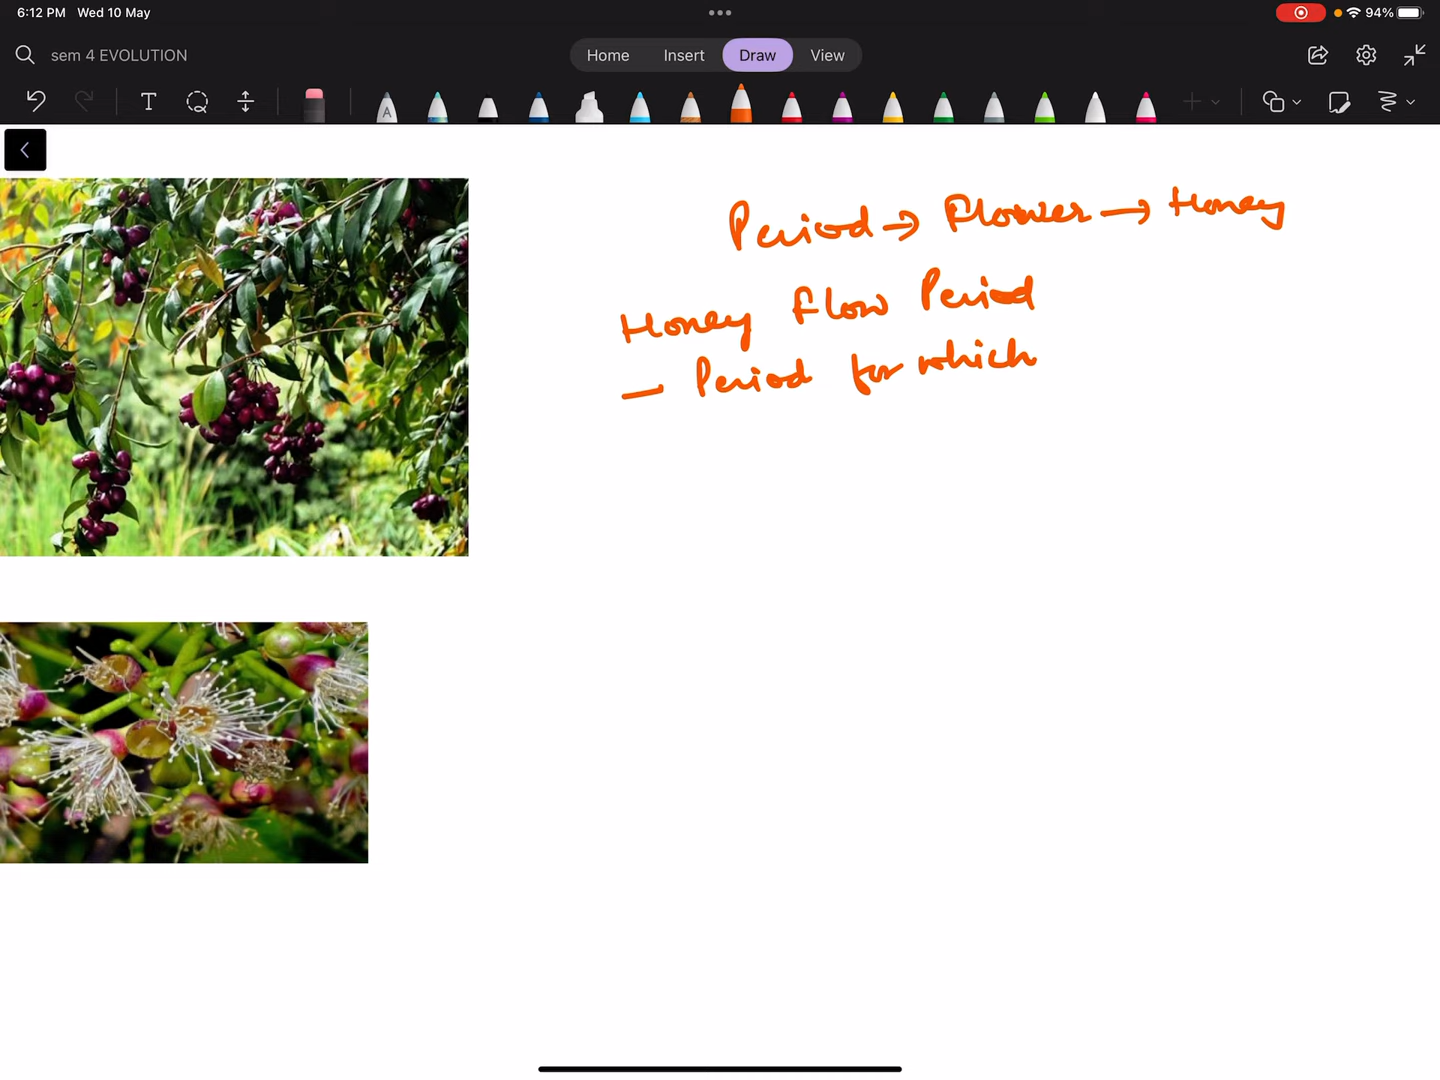 6:12 PM Wed 10 May
94%
sem 4 EVOLUTION
Home Insert Draw View
T
A
Period → Flower → Honey
Honey Flow Period
— Period for which